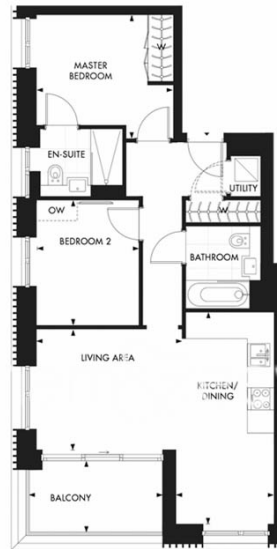 MASTER
BEDROOM
W
EN-SUITE
UTILITY
OW
W
BEDROOM 2
BATHROOM
LIVING AREA
KITCHEN/
DINING
BALCONY